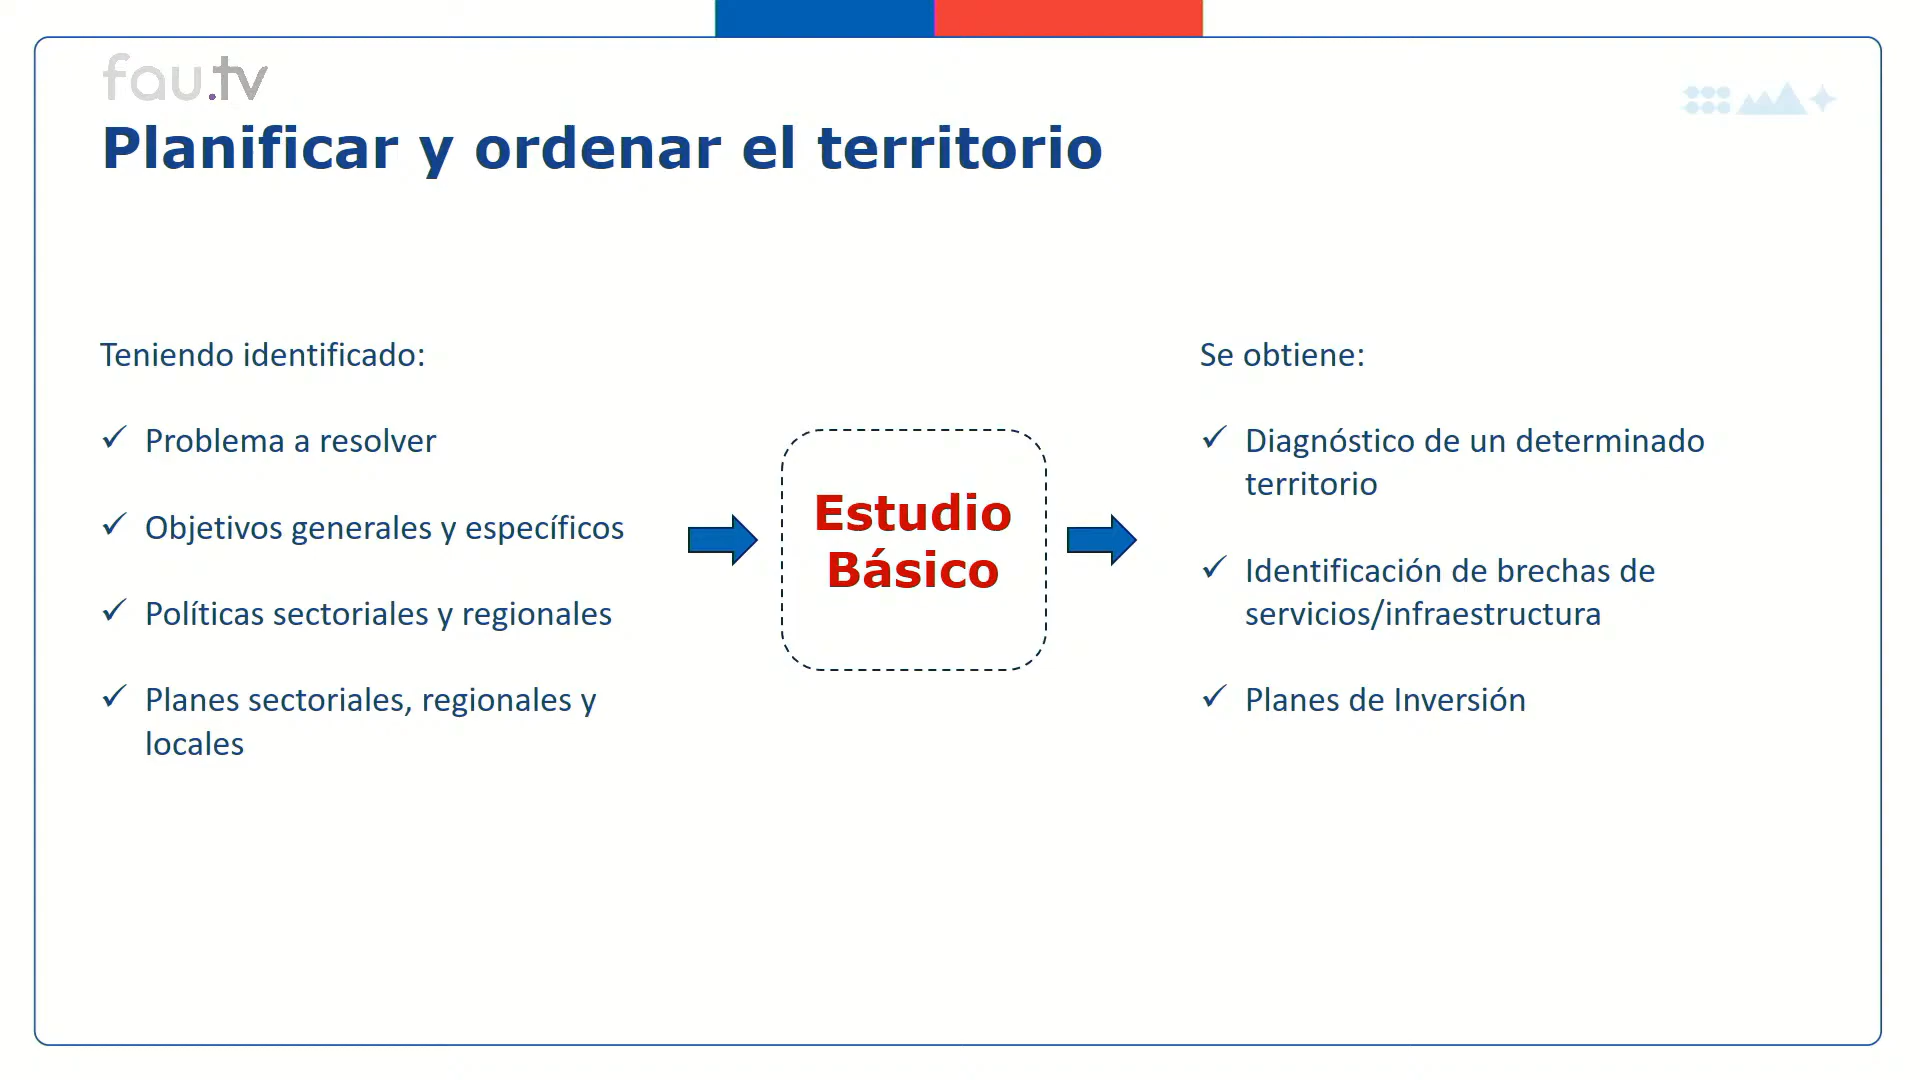 fau.tv
Planificar y ordenar el territorio
Teniendo identificado:
✓ Problema a resolver
✓ Objetivos generales y específicos
✓ Políticas sectoriales y regionales
✓ Planes sectoriales, regionales y
locales
Estudio
Básico
Se obtiene:
✓ Diagnóstico de un determinado
territorio
✓ Identificación de brechas de
servicios/infraestructura
✓ Planes de Inversión